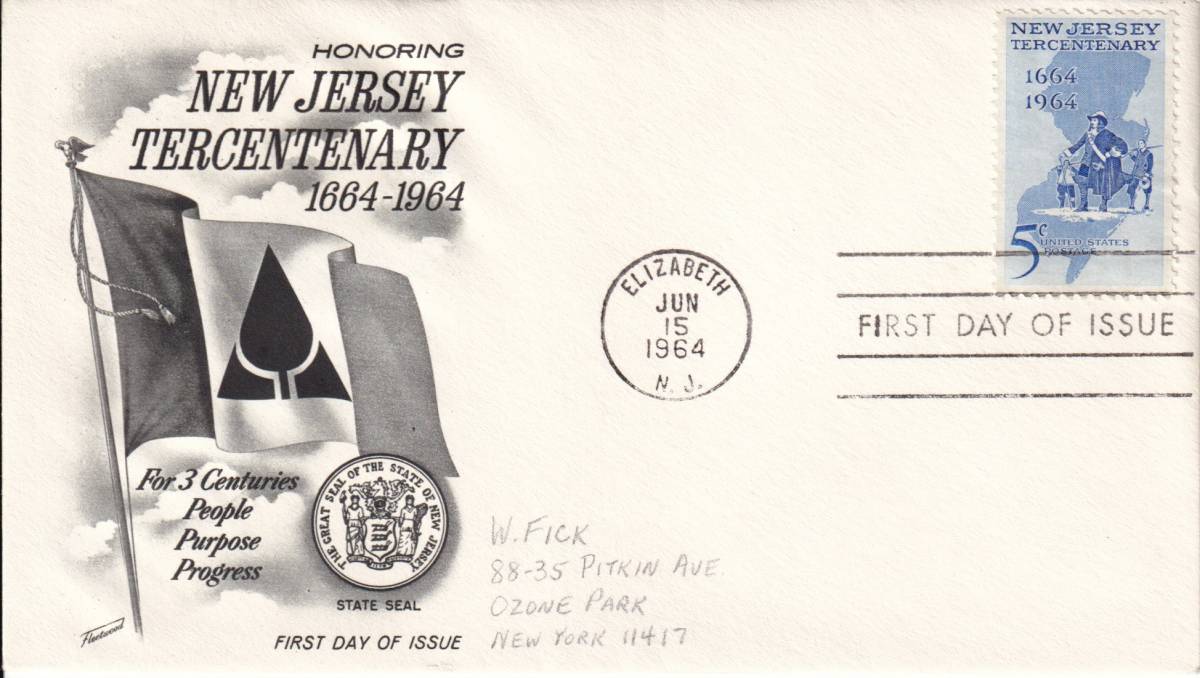 HONORING
NEW JERSEY
TERCENTENARY
1664-1964
For 3 Centuries
People
Purpose
Progress
THE GREAT SEAL OF THE STATE OF NEW JERSEY
STATE SEAL
Fleetwood
FIRST DAY OF ISSUE
ELIZABETH
JUN
15
1964
N. J.
NEW JERSEY
TERCENTENARY
1664
1964
5c
UNITED STATES
POSTAGE
FIRST DAY OF ISSUE
W. FICK
88-35 PITKIN AVE.
OZONE PARK
NEW YORK 11417